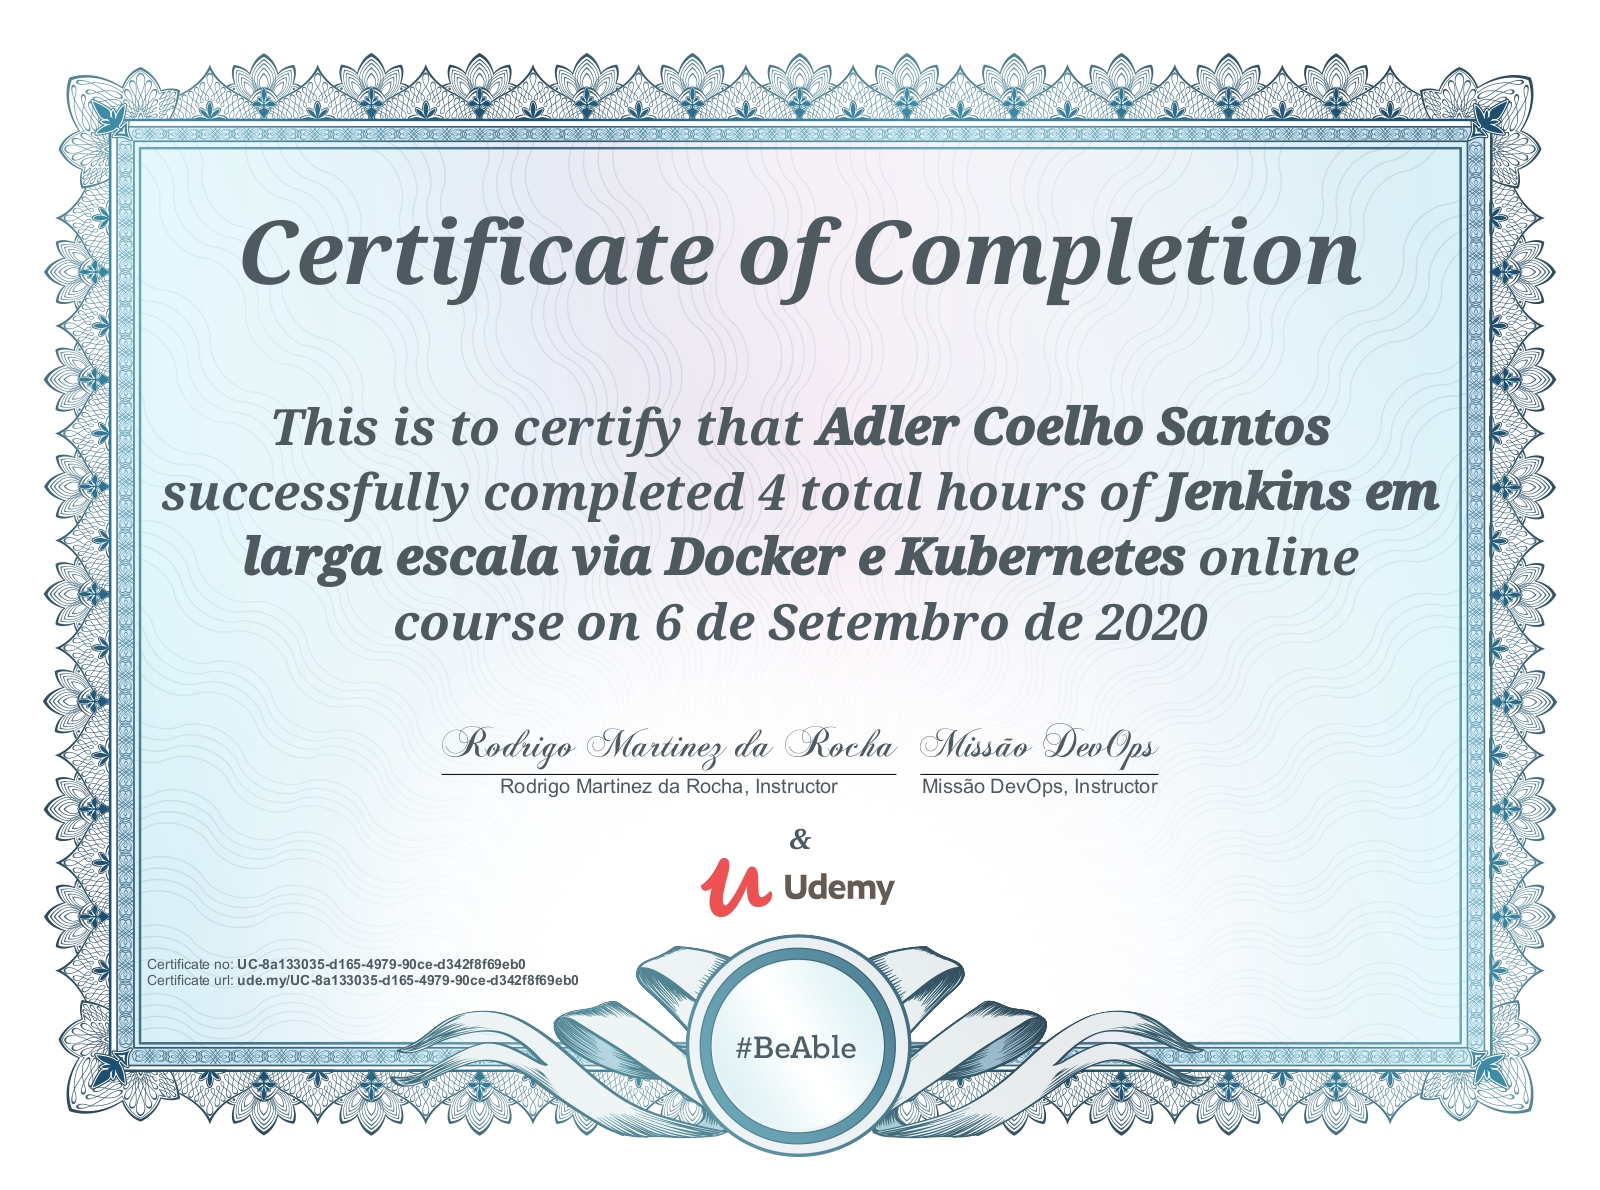 Certificate of Completion
This is to certify that Adler Coelho Santos
successfully completed 4 total hours of Jenkins em
larga escala via Docker e Kubernetes online
course on 6 de Setembro de 2020
Rodrigo Martinez da Rocha Missão DevOps
Rodrigo Martinez da Rocha, Instructor Missão DevOps, Instructor
&
Udemy
Certificate no: UC-8a133035-d165-4979-90ce-d342f8f69eb0
Certificate url: ude.my/UC-8a133035-d165-4979-90ce-d342f8f69eb0
#BeAble